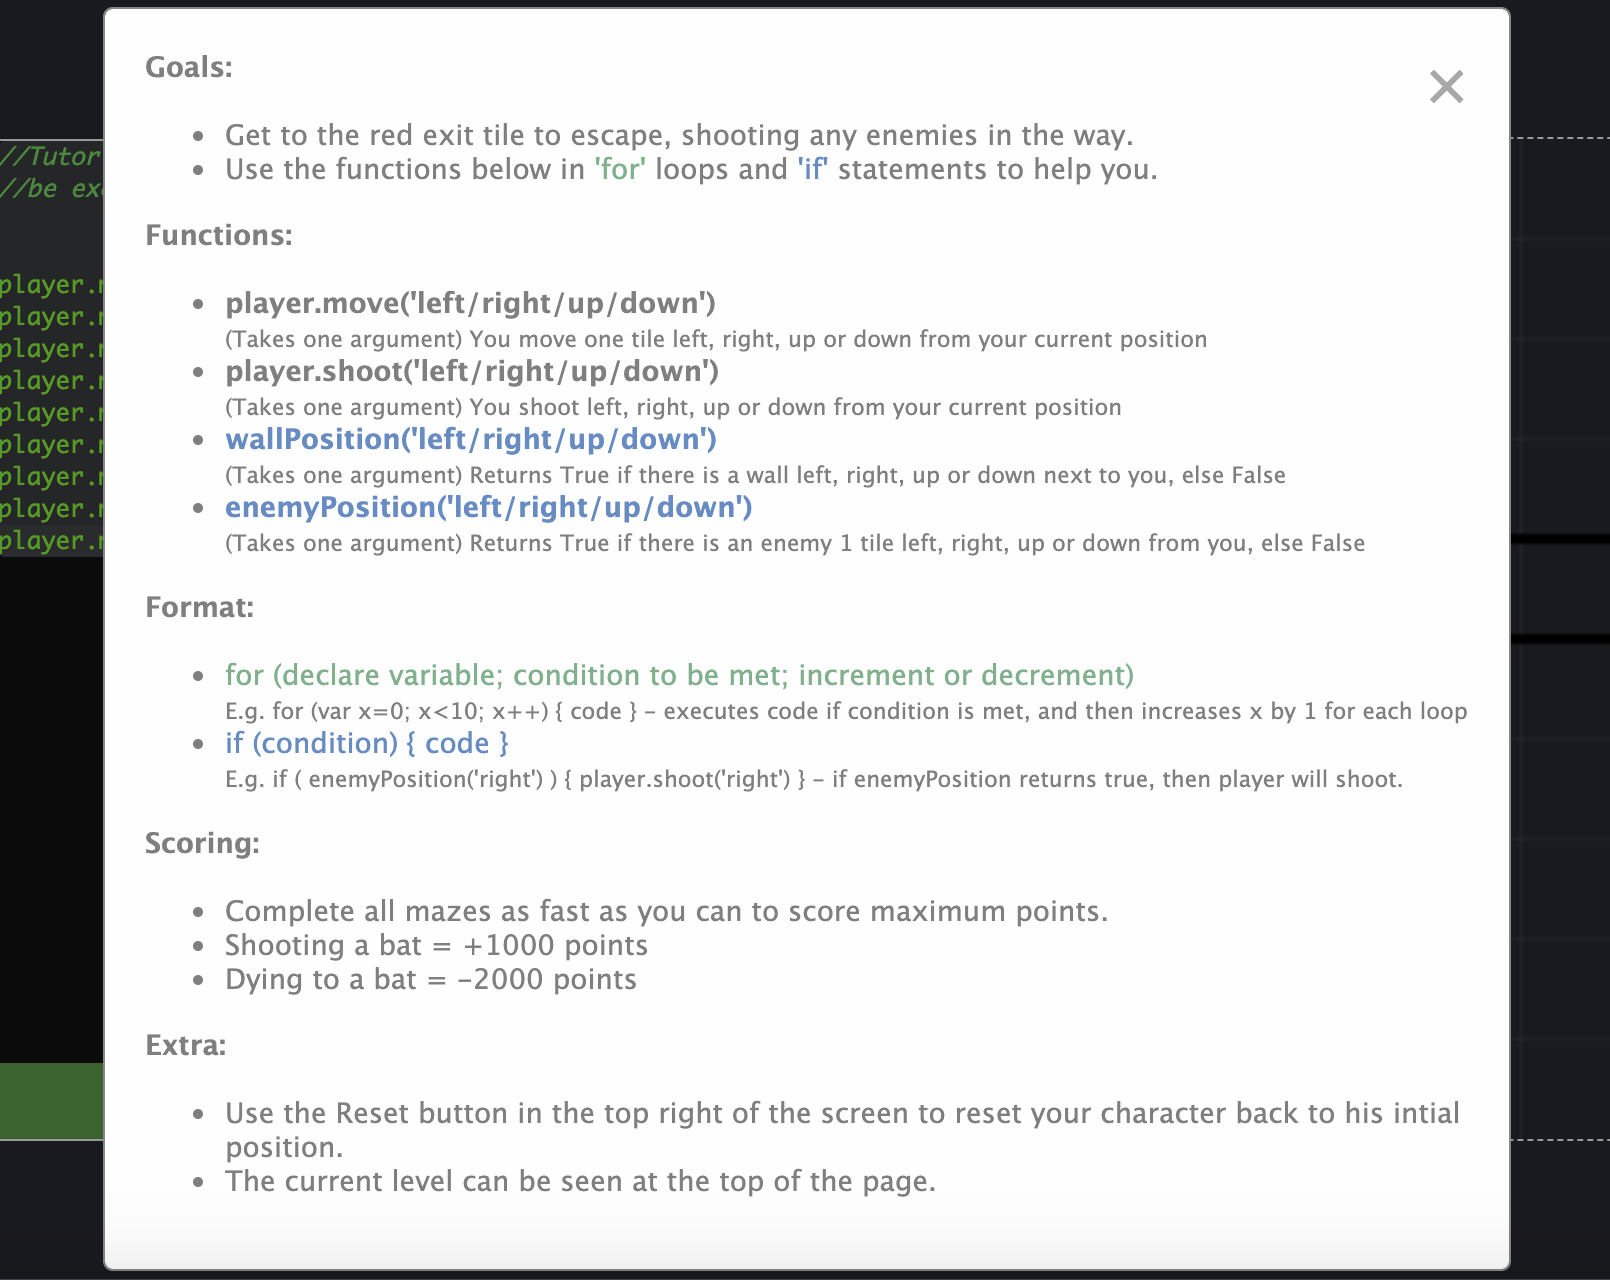 Goals:
Get to the red exit tile to escape, shooting any enemies in the way.
Use the functions below in 'for' loops and 'if' statements to help you.
Functions:
player.move('left/right/up/down')
(Takes one argument) You move one tile left, right, up or down from your current position
player.shoot('left/right/up/down')
(Takes one argument) You shoot left, right, up or down from your current position
wallPosition('left/right/up/down')
(Takes one argument) Returns True if there is a wall left, right, up or down next to you, else False
enemyPosition('left/right/up/down')
(Takes one argument) Returns True if there is an enemy 1 tile left, right, up or down from you, else False
Format:
for (declare variable; condition to be met; increment or decrement)
E.g. for (var x=0; x<10; x++) { code } – executes code if condition is met, and then increases x by 1 for each loop
if (condition) { code }
E.g. if ( enemyPosition('right') ) { player.shoot('right') } – if enemyPosition returns true, then player will shoot.
Scoring:
Complete all mazes as fast as you can to score maximum points.
Shooting a bat = +1000 points
Dying to a bat = -2000 points
Extra:
Use the Reset button in the top right of the screen to reset your character back to his intial
position.
The current level can be seen at the top of the page.
//Tutor
//be ex
player.
player.
player.
player.
player.
player.
player.
player.
player.